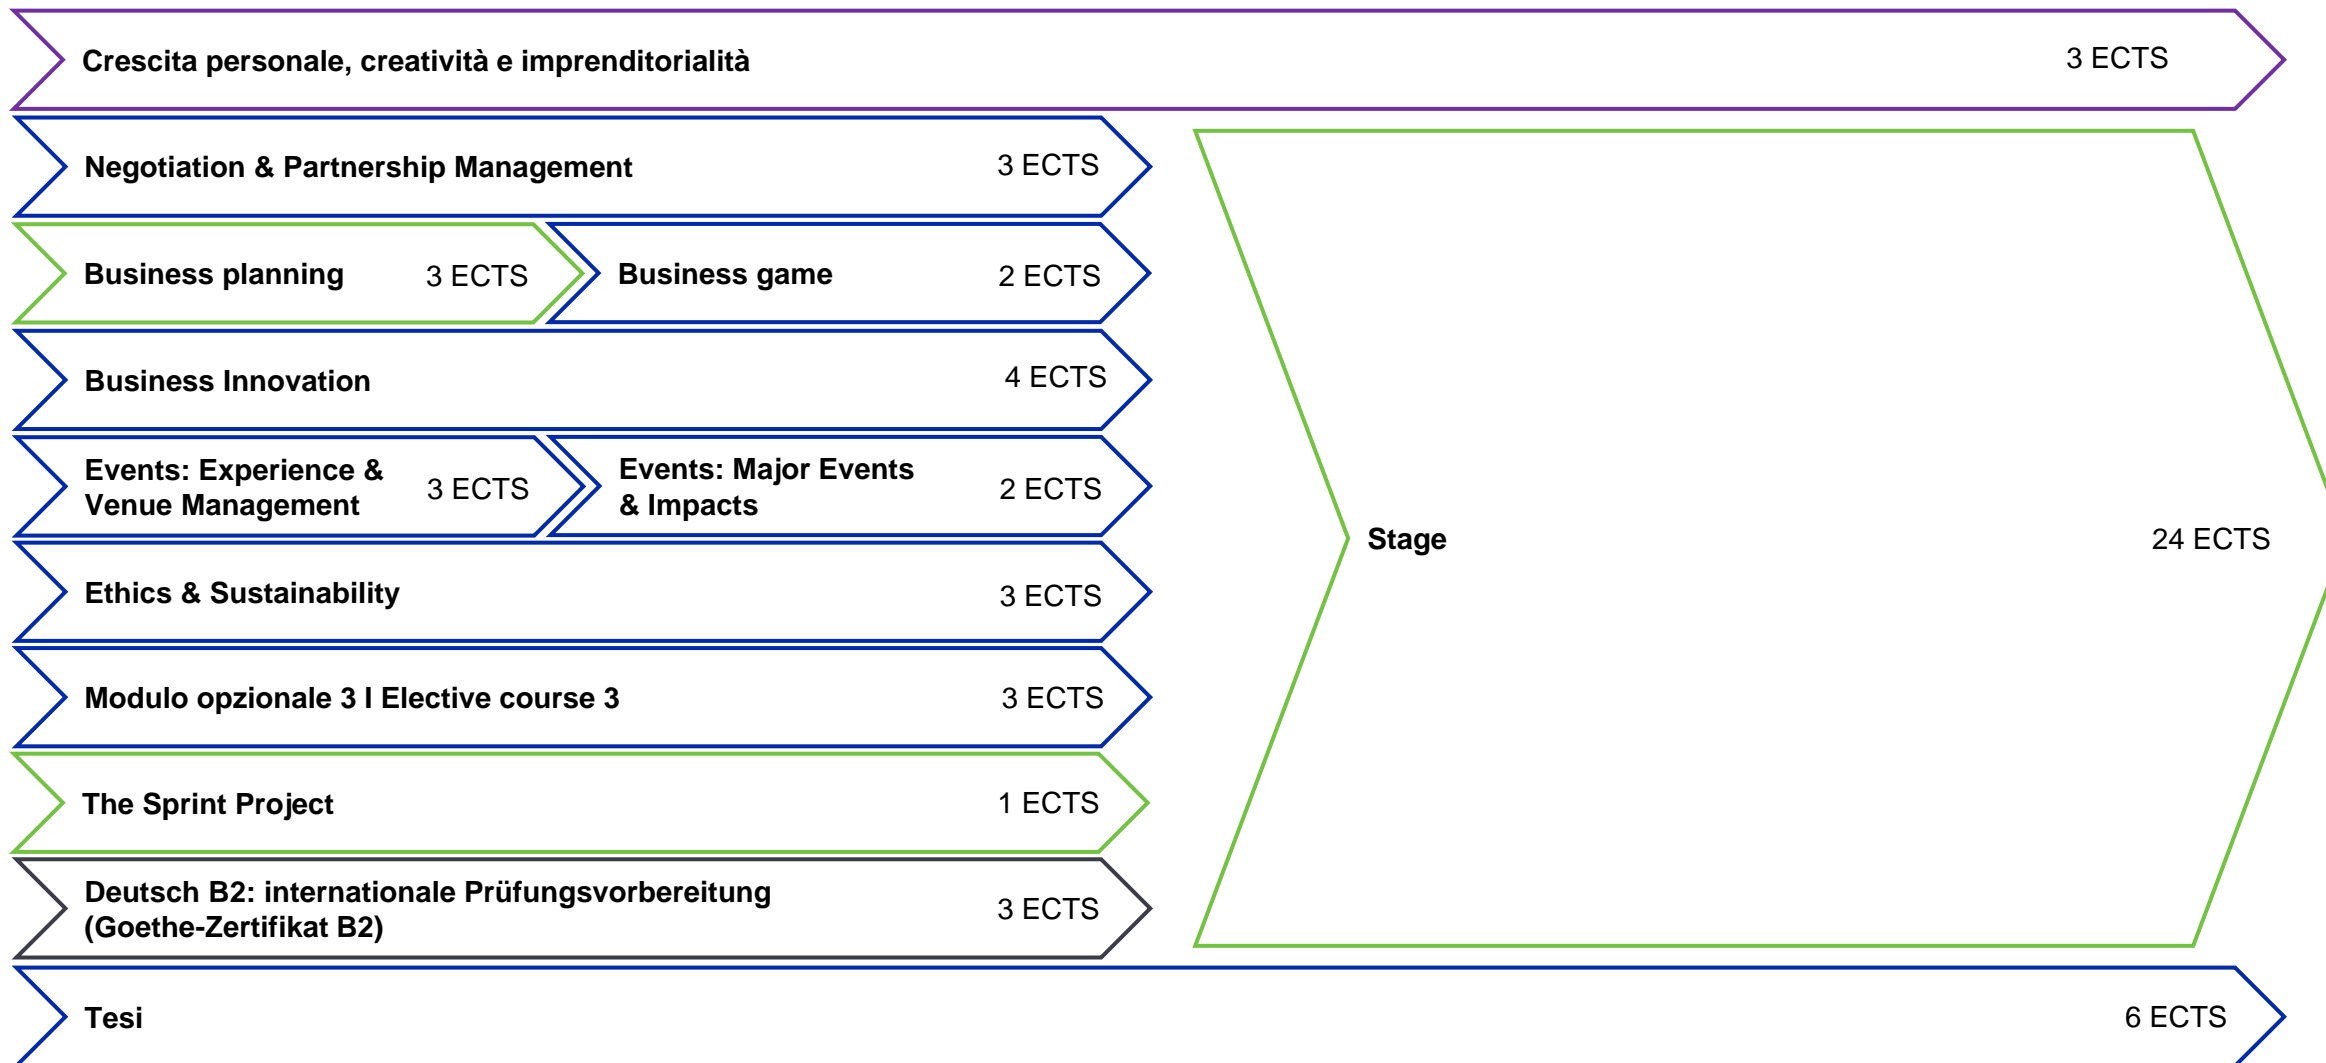 Crescita personale, creatività e imprenditorialità 3 ECTS
Negotiation & Partnership Management 3 ECTS
Business planning 3 ECTS Business game 2 ECTS
Business Innovation 4 ECTS
Events: Experience &
Venue Management 3 ECTS
Events: Major Events
& Impacts 2 ECTS
Ethics & Sustainability 3 ECTS
Modulo opzionale 3 I Elective course 3 3 ECTS
The Sprint Project 1 ECTS
Deutsch B2: internationale Prüfungsvorbereitung
(Goethe-Zertifikat B2) 3 ECTS
Stage 24 ECTS
Tesi 6 ECTS